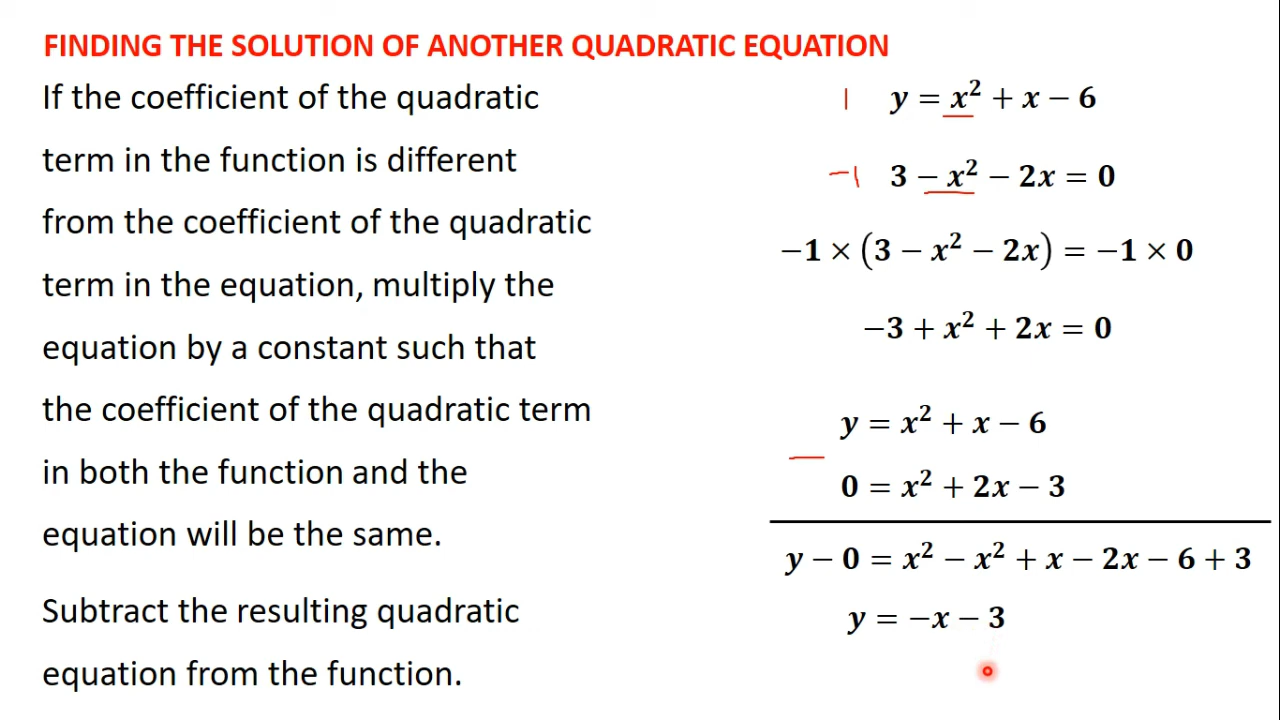 FINDING THE SOLUTION OF ANOTHER QUADRATIC EQUATION
If the coefficient of the quadratic
term in the function is different
from the coefficient of the quadratic
term in the equation, multiply the
equation by a constant such that
the coefficient of the quadratic term
in both the function and the
equation will be the same.
Subtract the resulting quadratic
equation from the function.
1 y = x² + x − 6
−1 3 − x² − 2x = 0
−1 × (3 − x² − 2x) = −1 × 0
−3 + x² + 2x = 0
y = x² + x − 6
−
0 = x² + 2x − 3
y − 0 = x² − x² + x − 2x − 6 + 3
y = −x − 3